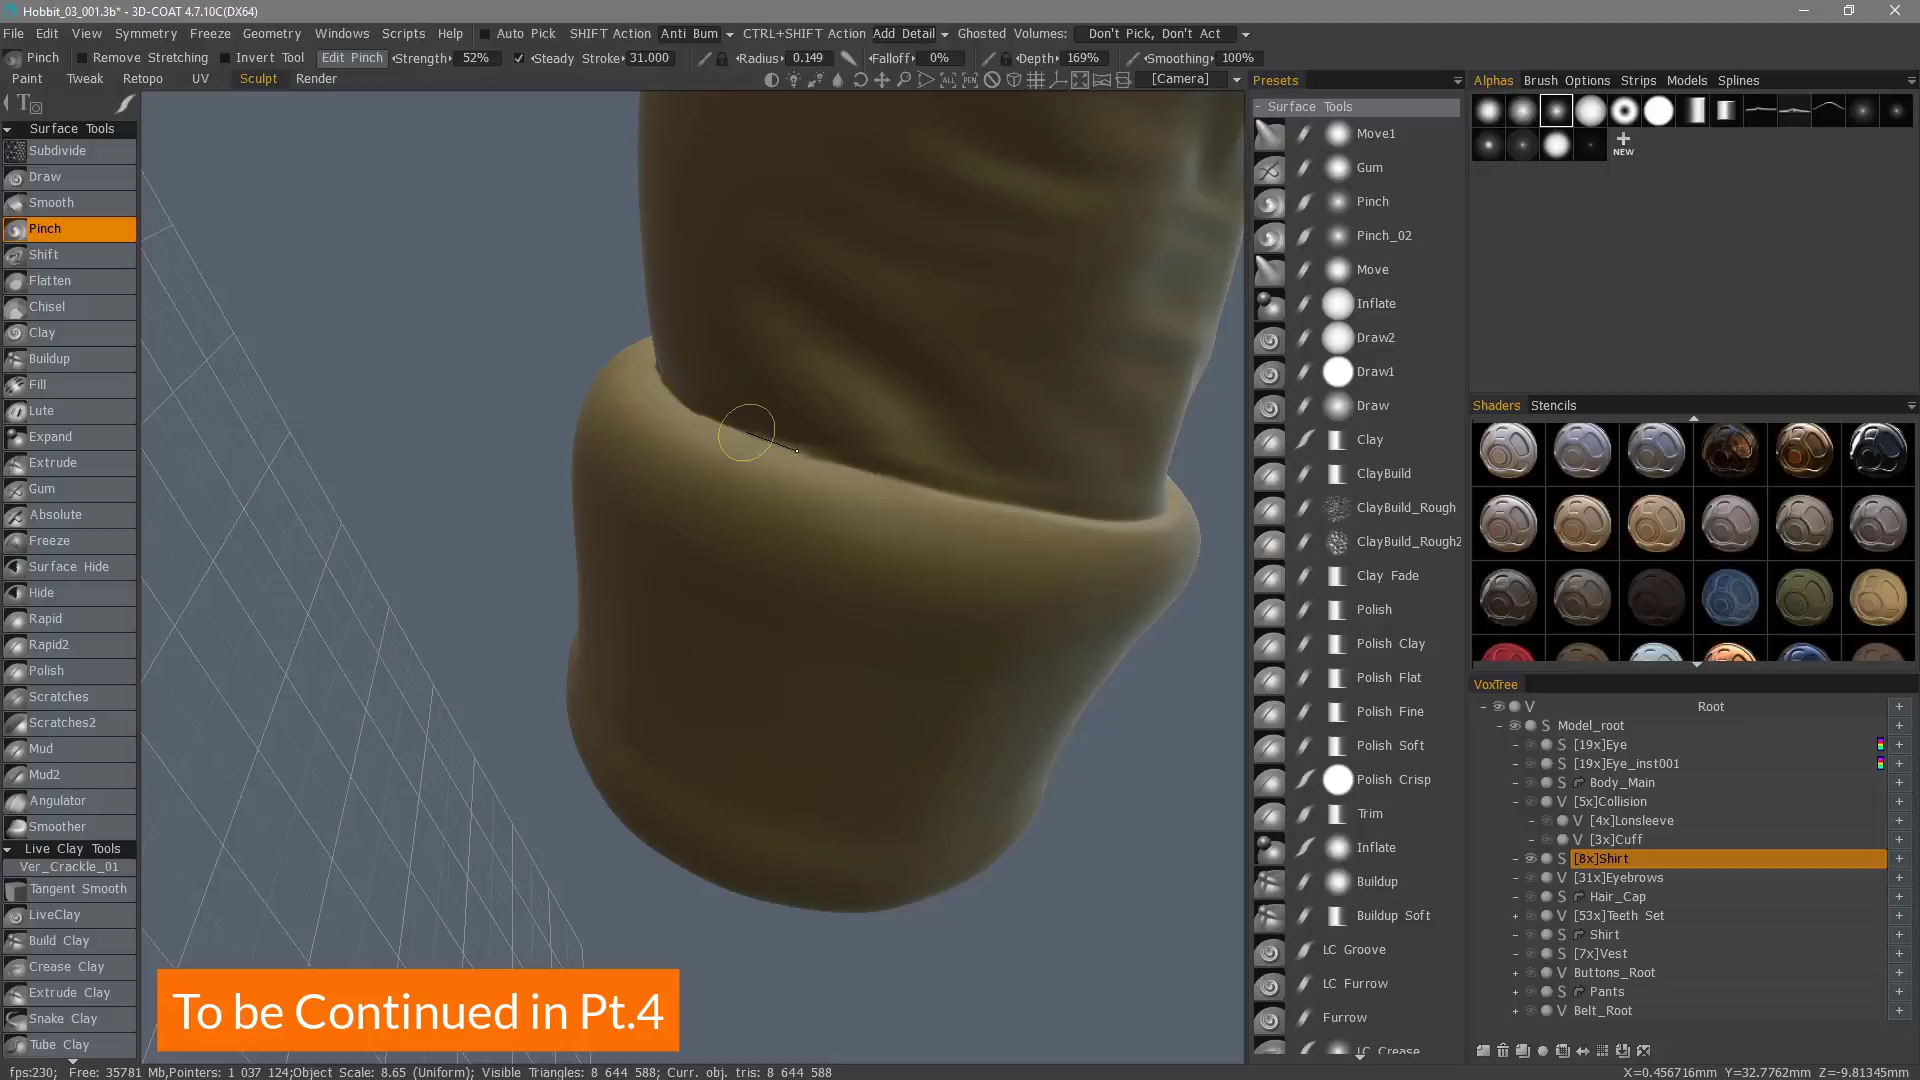 Hobbit_03_001.3b* - 3D-COAT 4.7.10C(DX64)
File Edit View Symmetry Freeze Geometry Windows Scripts Help Auto Pick SHIFT Action Anti Bum CTRL+SHIFT Action Add Detail Ghosted Volumes: Don't Pick, Don't Act
Pinch Remove Stretching Invert Tool Edit Pinch Strength: 52% Steady Stroke: 31.000 Radius: 0.149 Falloff: 0% Depth: 169% Smoothing: 100%
Paint Tweak Retopo UV Sculpt Render
ALL PEN [Camera]
Surface Tools
Subdivide
Draw
Smooth
Pinch
Shift
Flatten
Chisel
Clay
Buildup
Fill
Lute
Expand
Extrude
Gum
Absolute
Freeze
Surface Hide
Hide
Rapid
Rapid2
Polish
Scratches
Scratches2
Mud
Mud2
Angulator
Smoother
Live Clay Tools
Ver_Crackle_01
Tangent Smooth
LiveClay
Build Clay
Crease Clay
Extrude Clay
Snake Clay
Tube Clay
To be Continued in Pt.4
Presets
- Surface Tools
Move1
Gum
Pinch
Pinch_02
Move
Inflate
Draw2
Draw1
Draw
Clay
ClayBuild
ClayBuild_Rough
ClayBuild_Rough2
Clay Fade
Polish
Polish Clay
Polish Flat
Polish Fine
Polish Soft
Polish Crisp
Trim
Inflate
Buildup
Buildup Soft
LC Groove
LC Furrow
Furrow
LC Crease
Alphas Brush Options Strips Models Splines
NEW
Shaders Stencils
VoxTree
- V Root +
- S Model_root +
- S [19x]Eye +
- S [19x]Eye_inst001 +
- S Body_Main +
- V [5x]Collision +
- V [4x]Lonsleeve +
- V [3x]Cuff +
- S [8x]Shirt +
- V [31x]Eyebrows +
- S Hair_Cap +
+ V [53x]Teeth Set +
- S Shirt +
- S [7x]Vest +
+ V Buttons_Root +
+ S Pants +
+ V Belt_Root +
fps:230; Free: 35781 Mb,Pointers: 1 037 124;Object Scale: 8.65 (Uniform); Visible Triangles: 8 644 588; Curr. obj. tris: 8 644 588
X=0.456716mm Y=32.7762mm Z=-9.81345mm